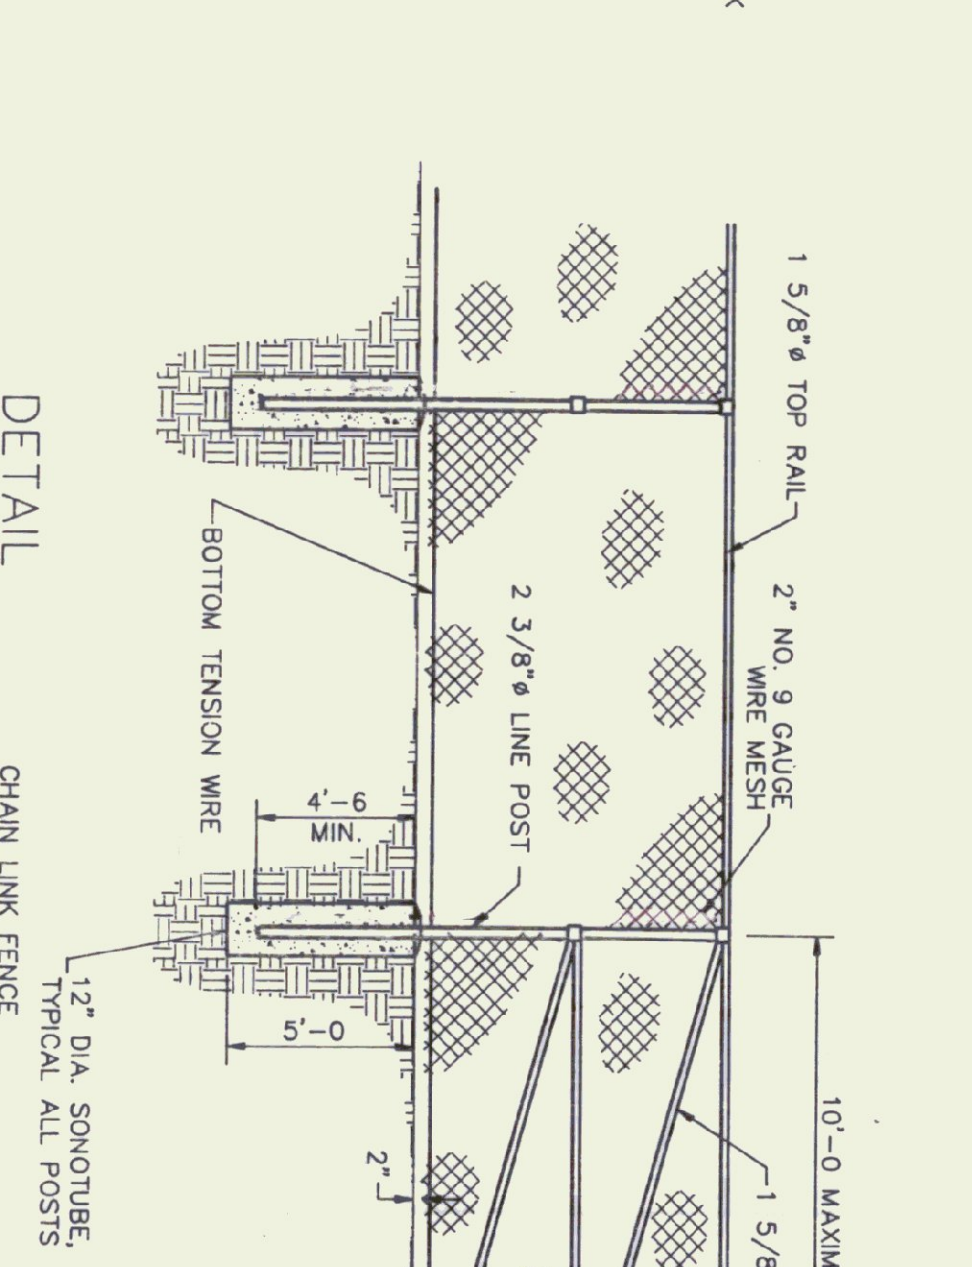 1 5/8"ø TOP RAIL
2" NO. 9 GAUGE
WIRE MESH
10'-0 MAXIM
1 5/8
2 3/8"ø LINE POST
4'-6
MIN.
5'-0
2"
BOTTOM TENSION WIRE
12" DIA. SONOTUBE,
TYPICAL ALL POSTS
DETAIL
CHAIN LINK FENCE